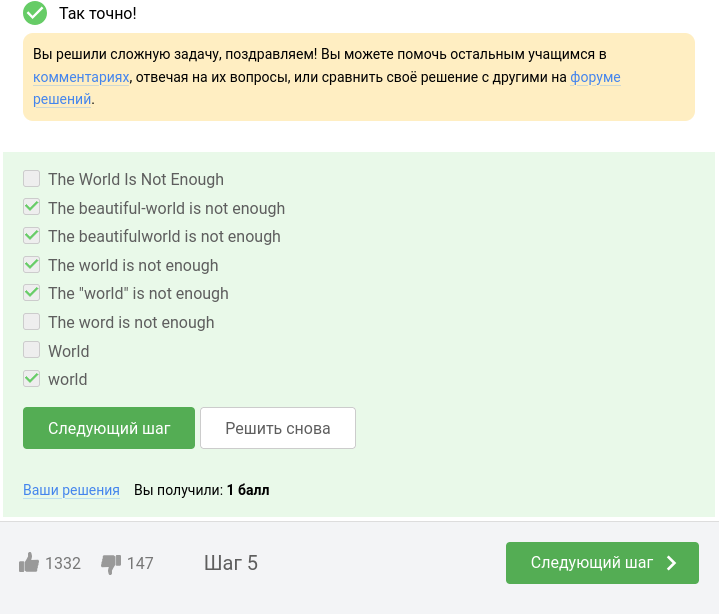 Так точно!
Вы решили сложную задачу, поздравляем! Вы можете помочь остальным учащимся в
комментариях, отвечая на их вопросы, или сравнить своё решение с другими на форуме
решений.
The World Is Not Enough
The beautiful-world is not enough
The beautifulworld is not enough
The world is not enough
The "world" is not enough
The word is not enough
World
world
Следующий шаг Решить снова
Ваши решения Вы получили: 1 балл
1332 147 Шаг 5 Следующий шаг